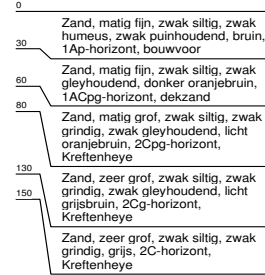 0
Zand, matig fijn, zwak siltig, zwak
humeus, zwak puinhoudend, bruin,
1Ap-horizont, bouwvoor
30
Zand, matig fijn, zwak siltig, zwak
gleyhoudend, donker oranjebruin,
1ACpg-horizont, dekzand
60
Zand, matig grof, zwak siltig, zwak
grindig, zwak gleyhoudend, licht
oranjebruin, 2Cpg-horizont,
Kreftenheye
80
Zand, zeer grof, zwak siltig, zwak
grindig, zwak gleyhoudend, licht
grijsbruin, 2Cg-horizont,
Kreftenheye
130
Zand, zeer grof, zwak siltig, zwak
grindig, grijs, 2C-horizont,
Kreftenheye
150